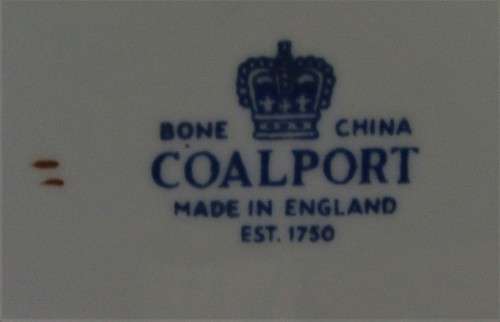 BONE CHINA
COALPORT
MADE IN ENGLAND
EST. 1750